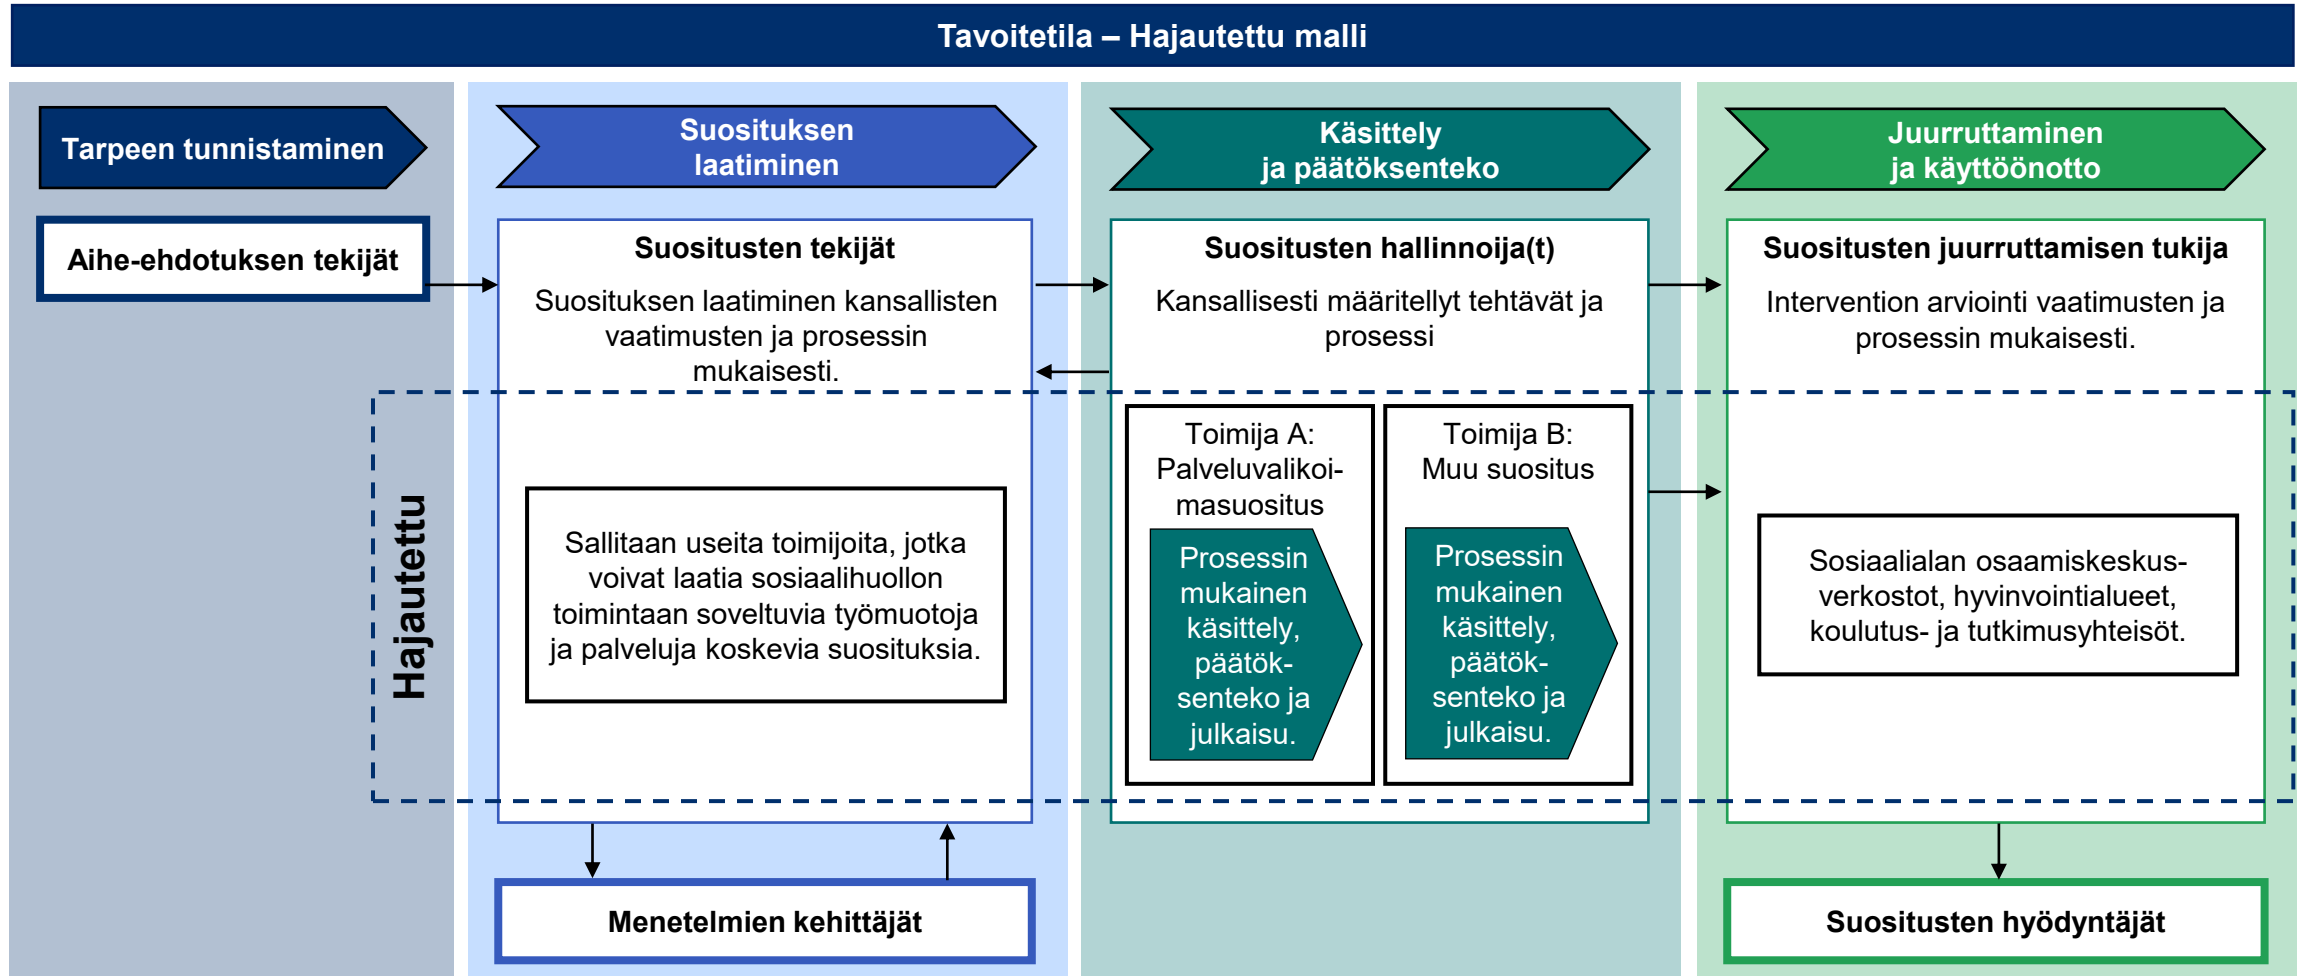 Tavoitetila – Hajautettu malli
Tarpeen tunnistaminen
Aihe-ehdotuksen tekijät
Suosituksen
laatiminen
Suositusten tekijät
Suosituksen laatiminen kansallisten
vaatimusten ja prosessin
mukaisesti.
Hajautettu
Sallitaan useita toimijoita, jotka
voivat laatia sosiaalihuollon
toimintaan soveltuvia työmuotoja
ja palveluja koskevia suosituksia.
Menetelmien kehittäjät
Käsittely
ja päätöksenteko
Suositusten hallinnoija(t)
Kansallisesti määritellyt tehtävät ja
prosessi
Toimija A:
Palveluvalikoi-
masuositus
Prosessin
mukainen
käsittely,
päätök-
senteko ja
julkaisu.
Toimija B:
Muu suositus
Prosessin
mukainen
käsittely,
päätök-
senteko ja
julkaisu.
Juurruttaminen
ja käyttöönotto
Suositusten juurruttamisen tukija
Intervention arviointi vaatimusten ja
prosessin mukaisesti.
Sosiaalialan osaamiskeskus-
verkostot, hyvinvointialueet,
koulutus- ja tutkimusyhteisöt.
Suositusten hyödyntäjät